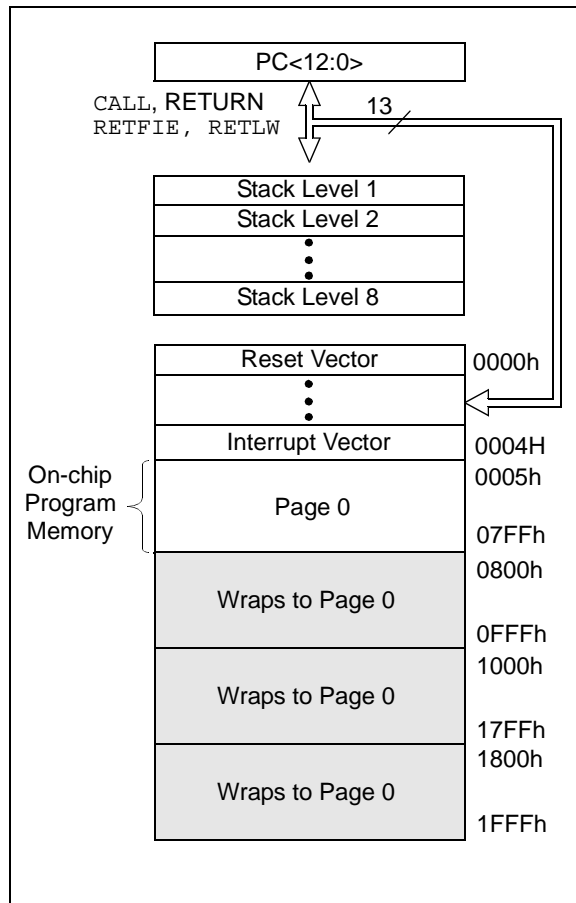 PC<12:0>
CALL, RETURN
RETFIE, RETLW
13
Stack Level 1
Stack Level 2
Stack Level 8
Reset Vector
0000h
Interrupt Vector
0004H
On-chip
Program
Memory
0005h
Page 0
07FFh
0800h
Wraps to Page 0
0FFFh
1000h
Wraps to Page 0
17FFh
1800h
Wraps to Page 0
1FFFh